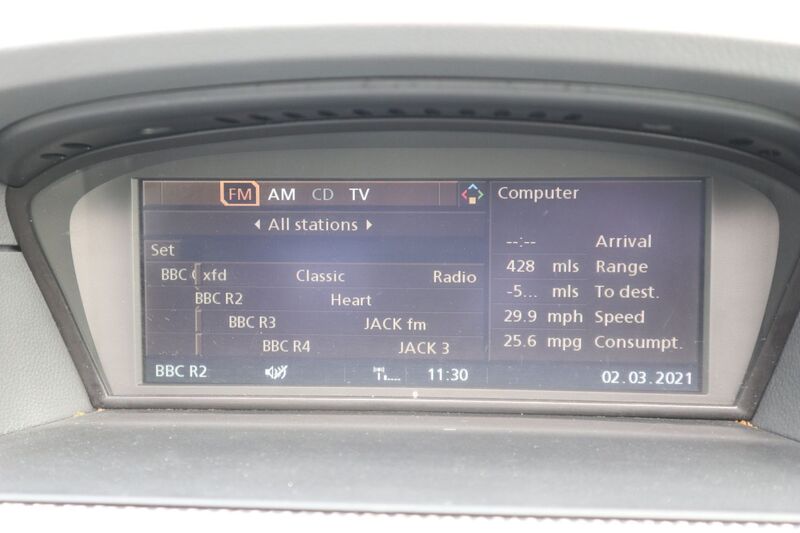 FM AM CD TV
All stations
Set
BBC Oxfd Classic Radio
BBC R2 Heart
BBC R3 JACK fm
BBC R4 JACK 3
BBC R2 11:30
Computer
--:-- Arrival
428 mls Range
-5... mls To dest.
29.9 mph Speed
25.6 mpg Consumpt.
02.03.2021